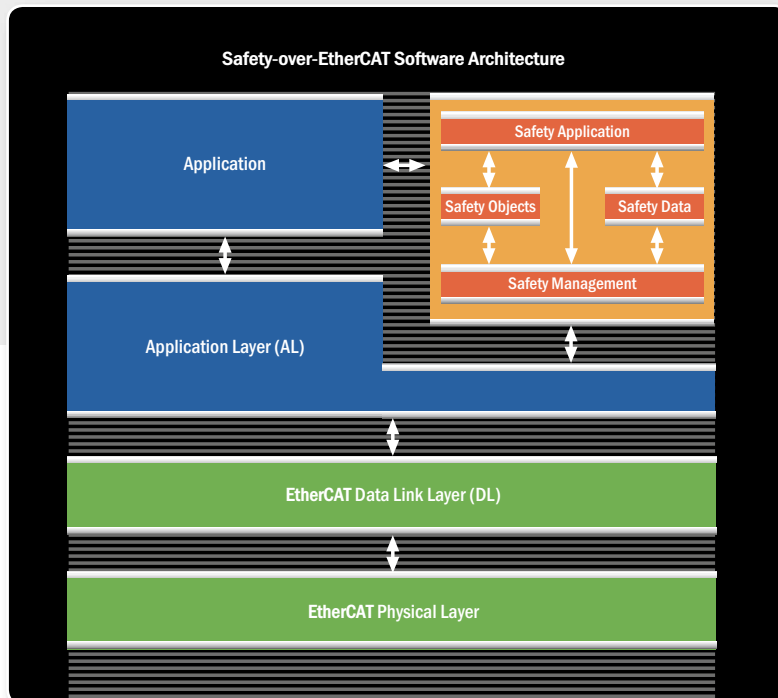 Safety-over-EtherCAT Software Architecture
Application
Safety Application
Safety Objects
Safety Data
Safety Management
Application Layer (AL)
EtherCAT Data Link Layer (DL)
EtherCAT Physical Layer